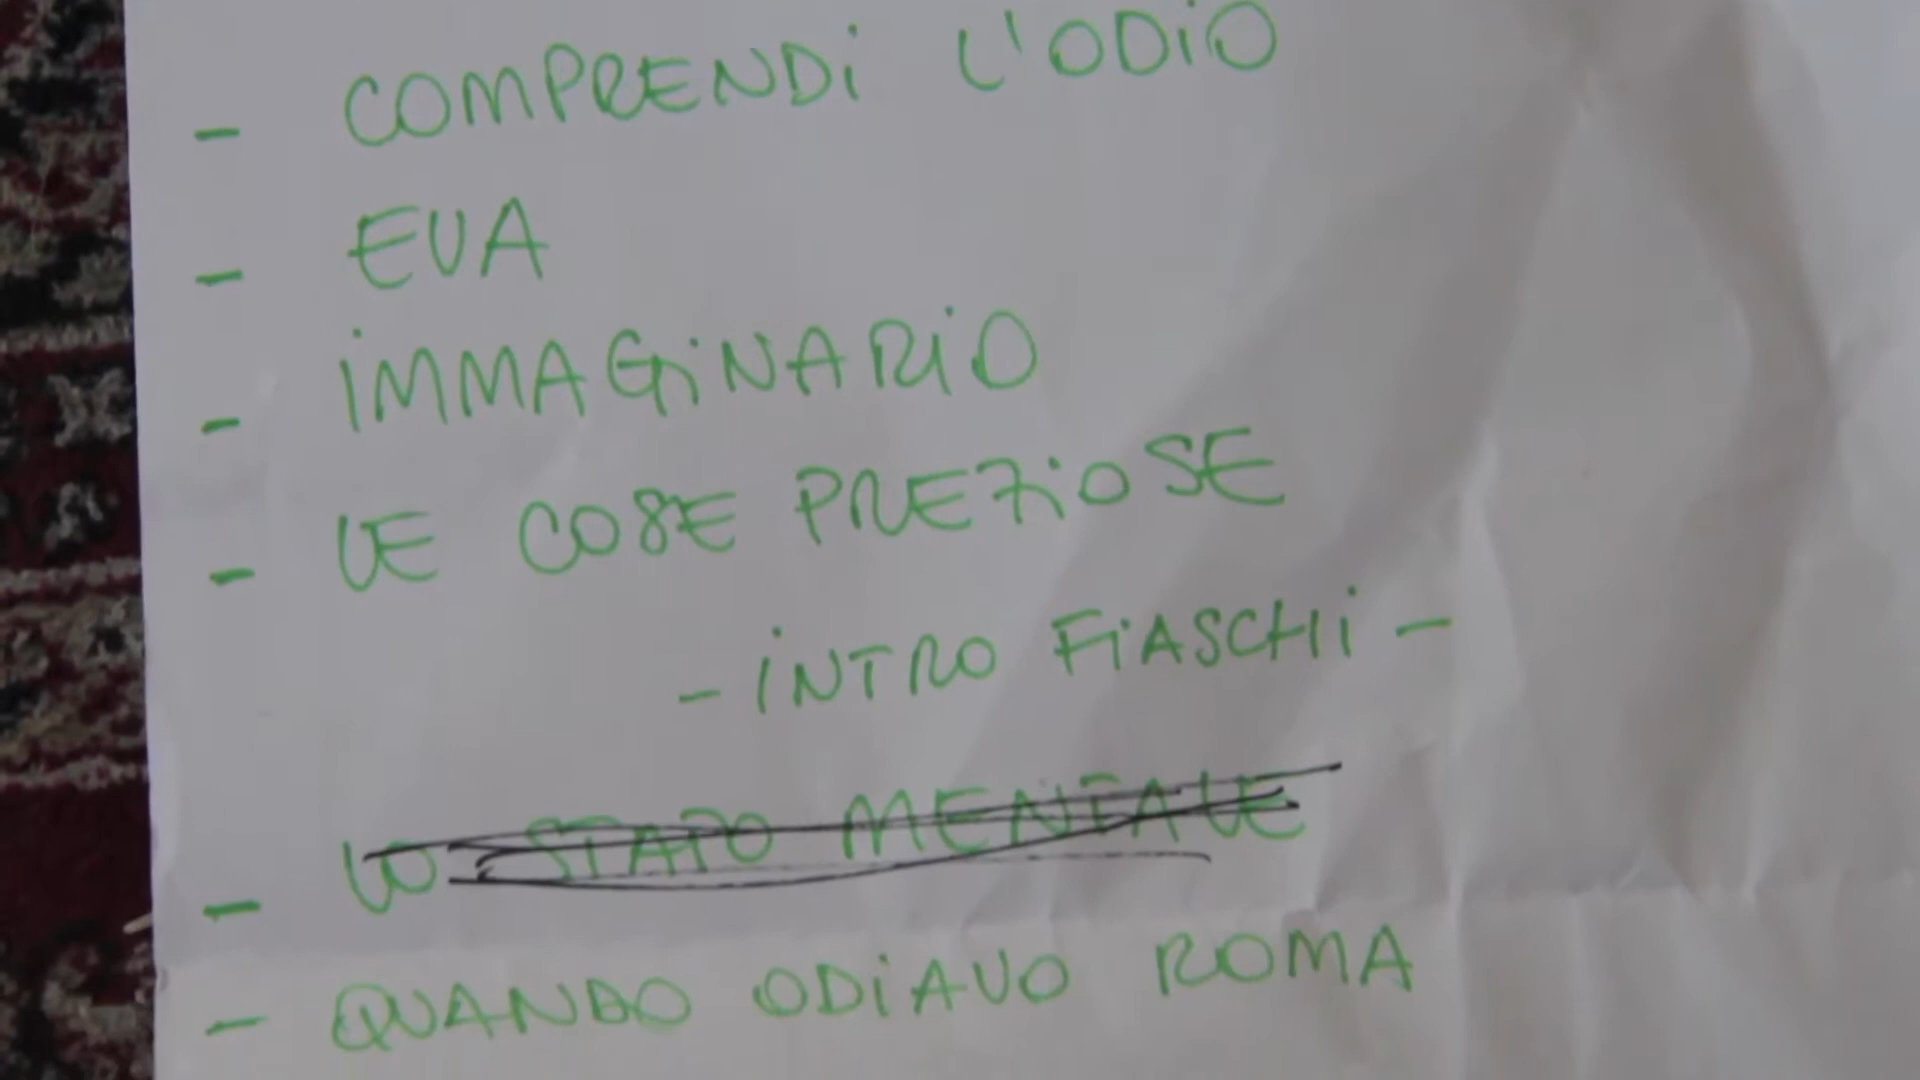 - COMPRENDi L'ODiO
- EVA
- iMMAGiNARiO
- LE COSE PREZiOSE
- iNTRO FiASCHi -
- LO STATO MENTALE
- QUANDO ODiAVO ROMA